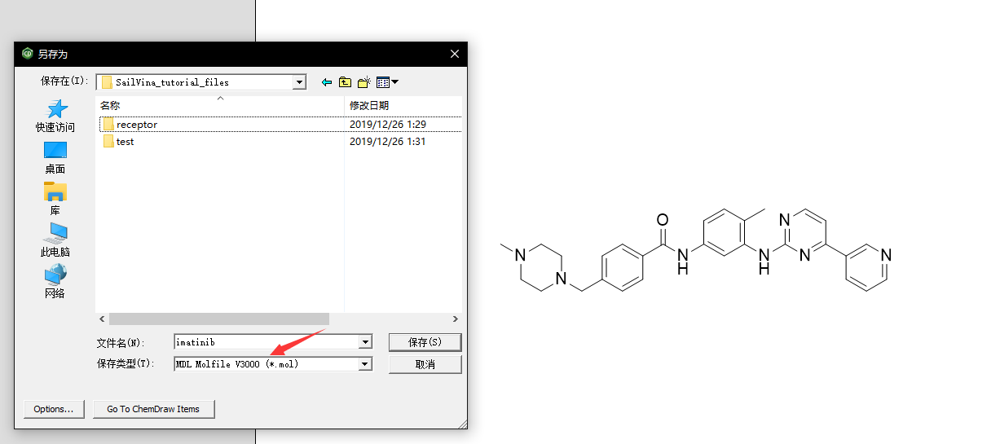 另存为
保存在(I):
SailVina_tutorial_files
名称
修改日期
receptor
2019/12/26 1:29
test
2019/12/26 1:31
快速访问
桌面
库
此电脑
网络
文件名(N):
imatinib
保存(S)
保存类型(T):
MDL Molfile V3000 (*.mol)
取消
Options...
Go To ChemDraw Items
N
N
O
N
H
N
H
N
N
N